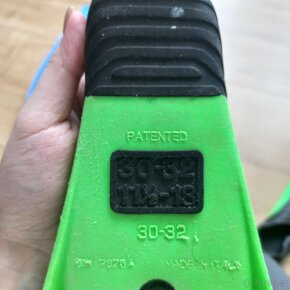 PATENTED
30-32
11½-13
30-32
MADE IN ITALY